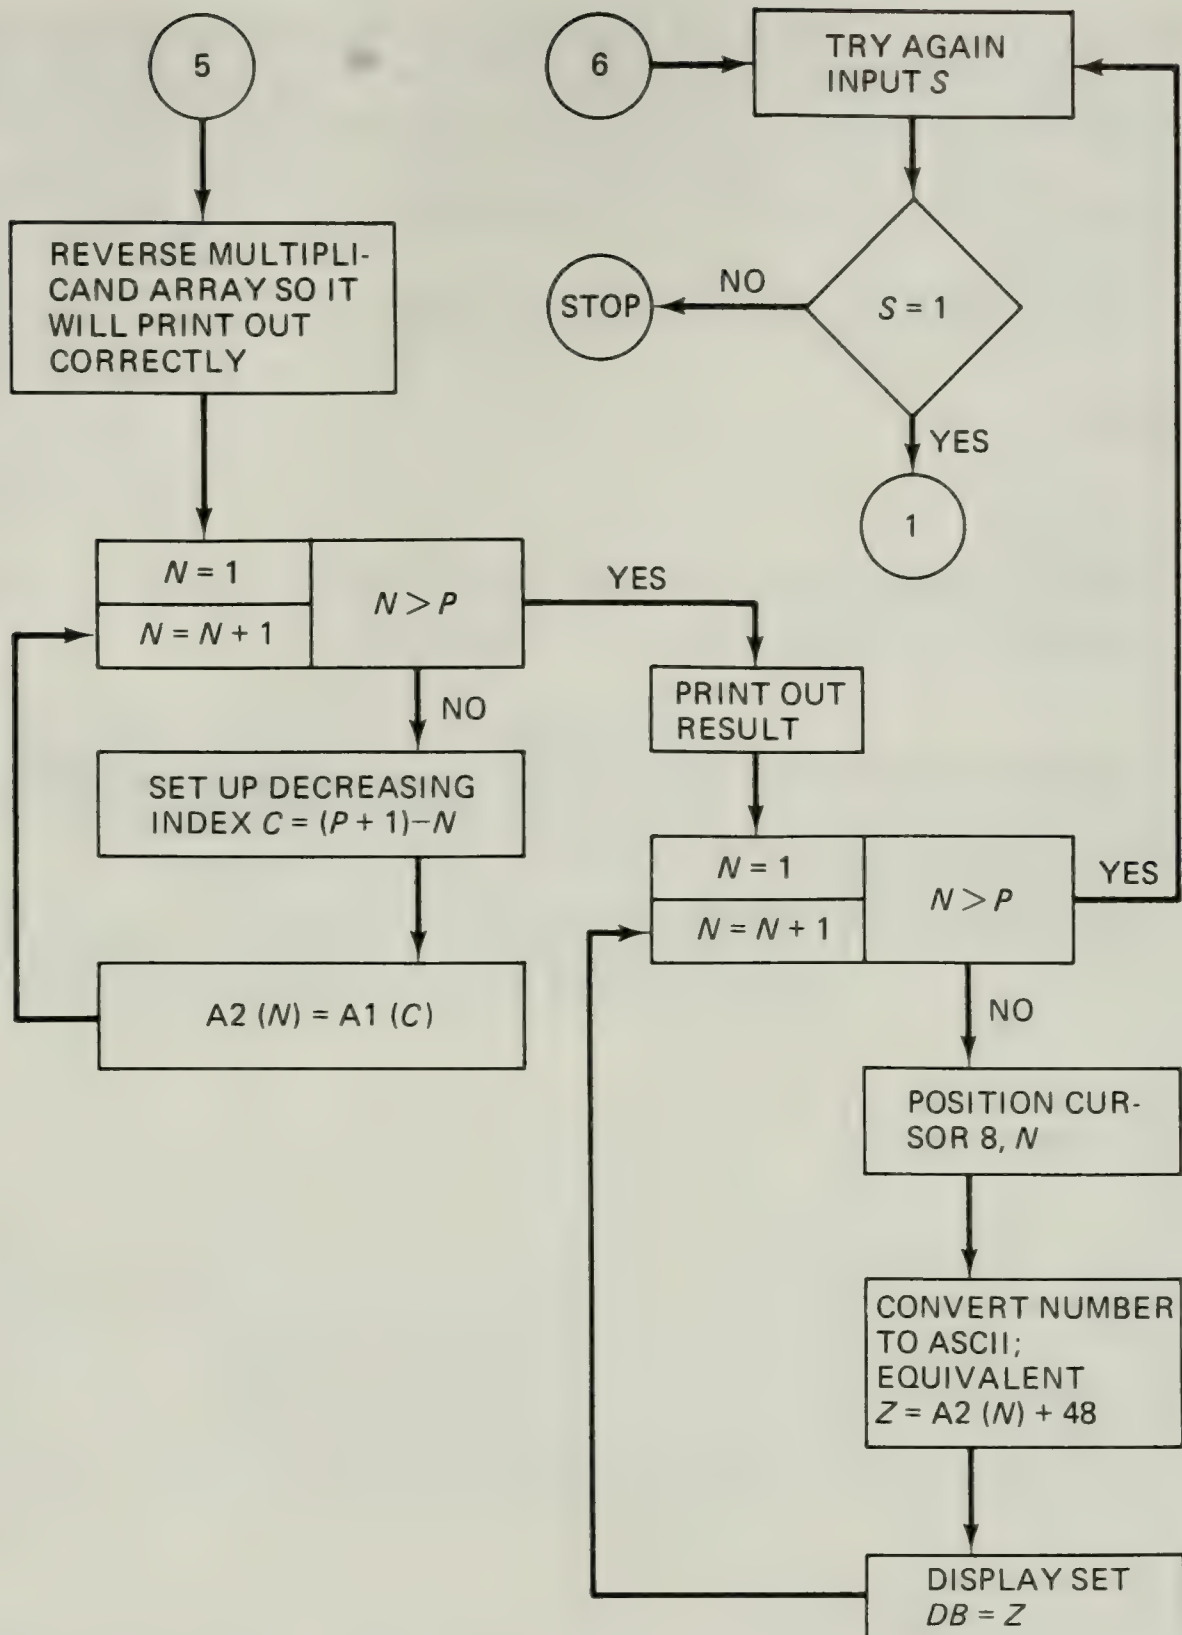 5
REVERSE MULTIPLI-
CAND ARRAY SO IT
WILL PRINT OUT
CORRECTLY
N = 1
N = N + 1
N > P
YES
NO
SET UP DECREASING
INDEX C = (P + 1)–N
A2 (N) = A1 (C)
6
TRY AGAIN
INPUT S
S = 1
NO
STOP
YES
1
PRINT OUT
RESULT
N = 1
N = N + 1
N > P
YES
NO
POSITION CUR-
SOR 8, N
CONVERT NUMBER
TO ASCII;
EQUIVALENT
Z = A2 (N) + 48
DISPLAY SET
DB = Z